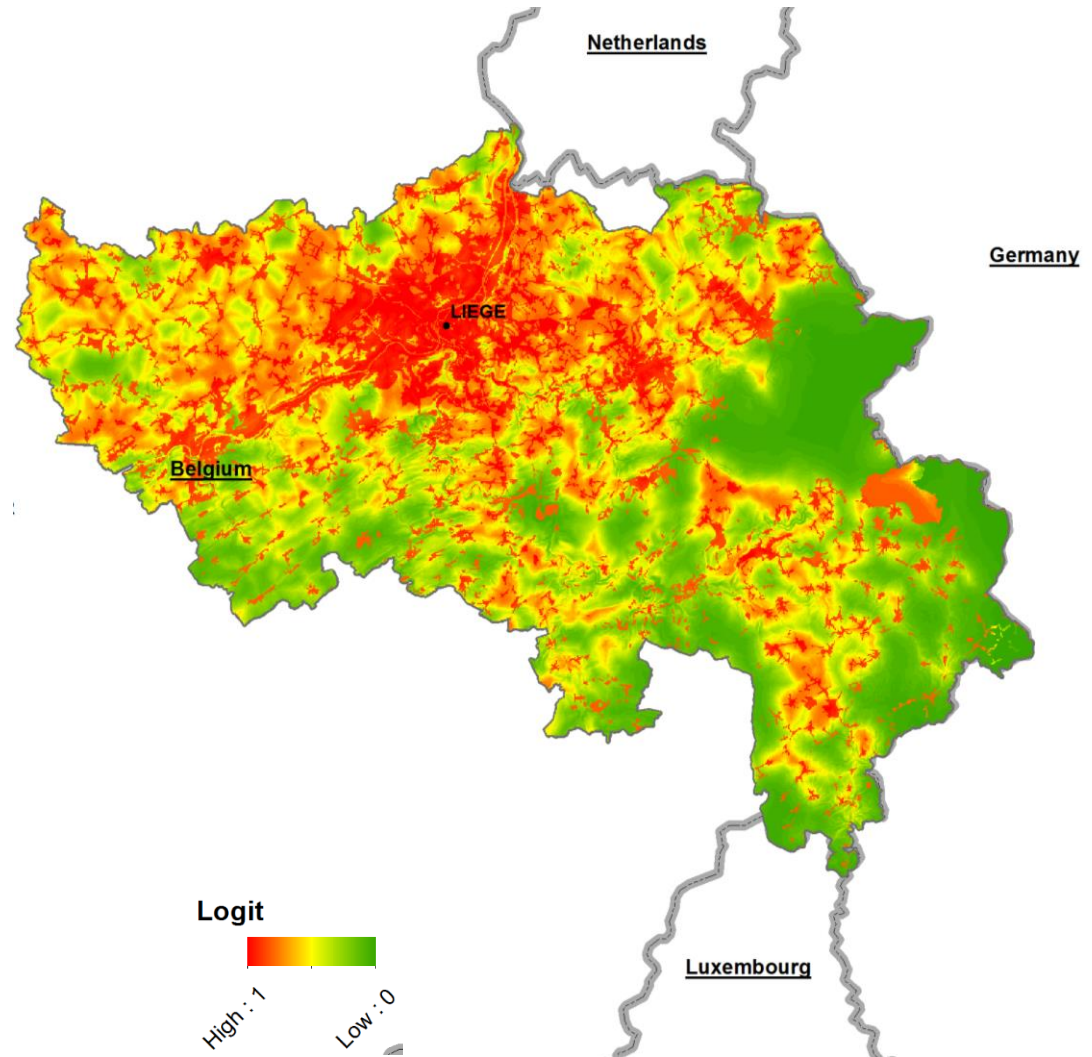 Netherlands
Germany
LIEGE
Belgium
Logit
High : 1
Low : 0
Luxembourg